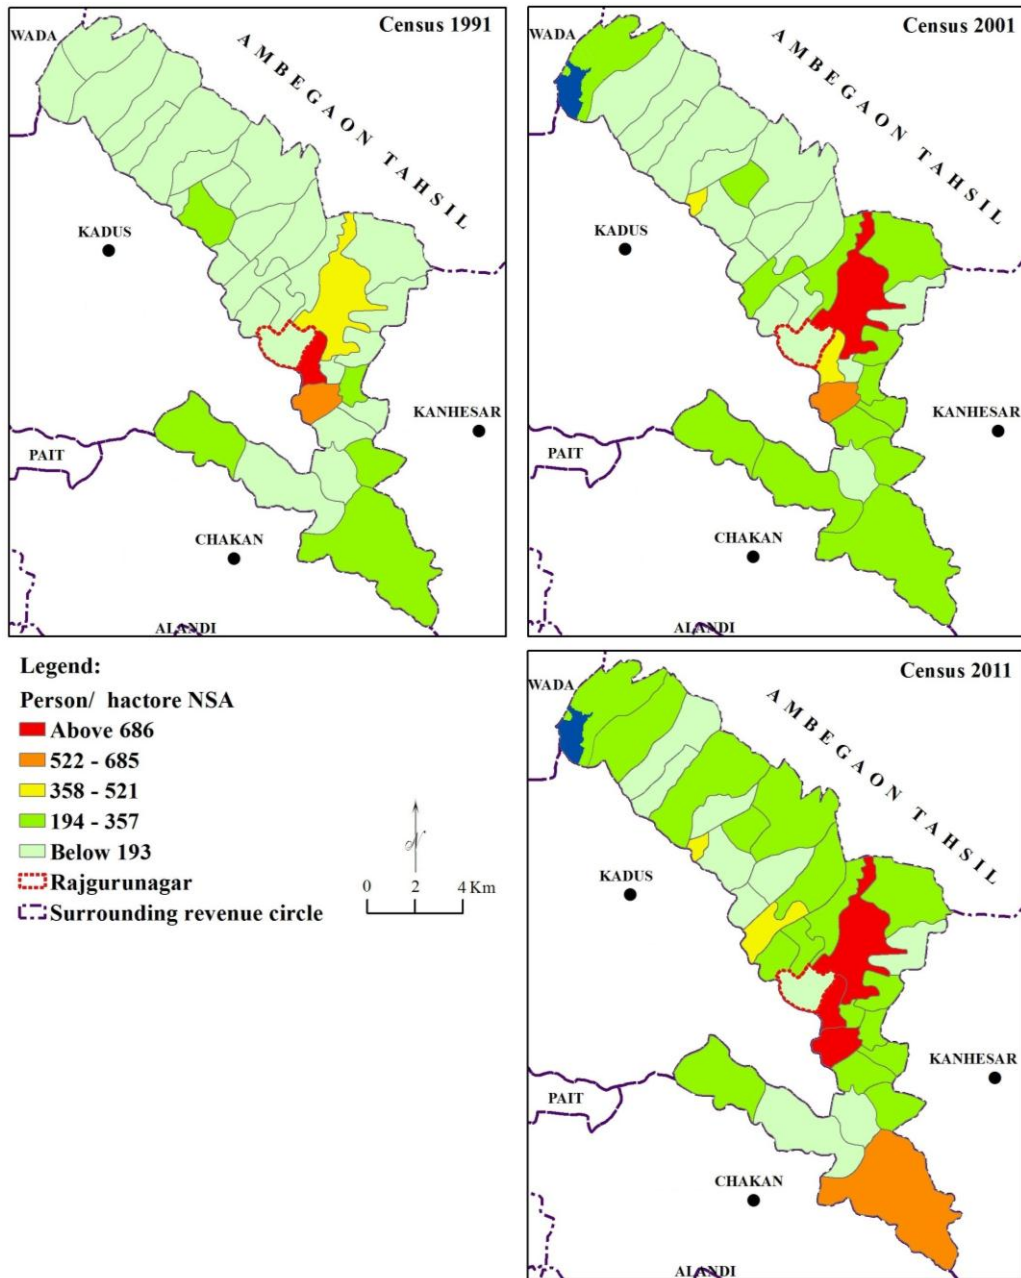 Census 1991
WADA
AMBEGAON TAHSIL
KADUS
KANHESAR
PAIT
CHAKAN
ALANDI
Census 2001
WADA
AMBEGAON TAHSIL
KADUS
KANHESAR
PAIT
CHAKAN
ALANDI
Legend:
Person/ hactore NSA
Above 686
522 - 685
358 - 521
194 - 357
Below 193
Rajgurunagar
Surrounding revenue circle
N
0 2 4 Km
Census 2011
WADA
AMBEGAON TAHSIL
KADUS
KANHESAR
PAIT
CHAKAN
ALANDI